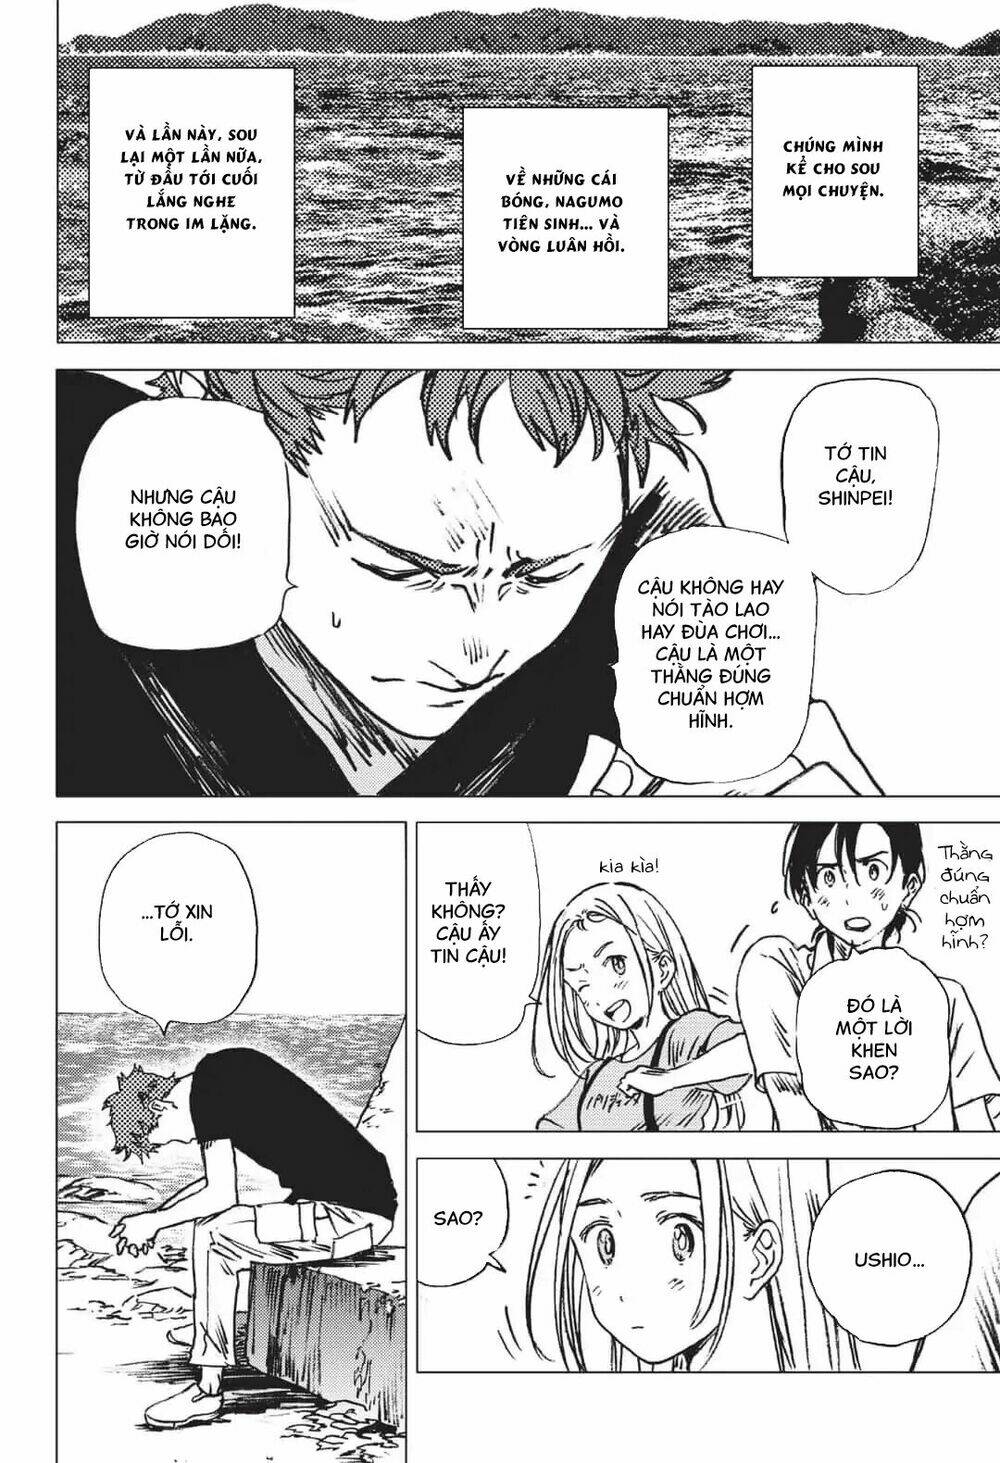 CHÚNG MÌNH
KỂ CHO SOU
MỌI CHUYỆN.
VỀ NHỮNG CÁI
BÓNG, NAGUMO
TIÊN SINH... VÀ
VÒNG LUÂN HỒI.
VÀ LẦN NÀY, SOU
LẠI MỘT LẦN NỮA,
TỪ ĐẦU TỚI CUỐI
LẮNG NGHE
TRONG IM LẶNG.
TỚ TIN
CẬU,
SHINPEI!
CẬU KHÔNG HAY
NÓI TÀO LAO
HAY ĐÙA CHƠI...
CẬU LÀ MỘT
THẰNG ĐÚNG
CHUẨN HỢM
HĨNH.
NHƯNG CẬU
KHÔNG BAO
GIỜ NÓI DỐI!
Thằng
đúng
chuẩn
hợm
hĩnh?
ĐÓ LÀ
MỘT LỜI
KHEN
SAO?
kìa kìa!
THẤY
KHÔNG?
CẬU ẤY
TIN CẬU!
USHIO...
SAO?
...TỚ XIN
LỖI.